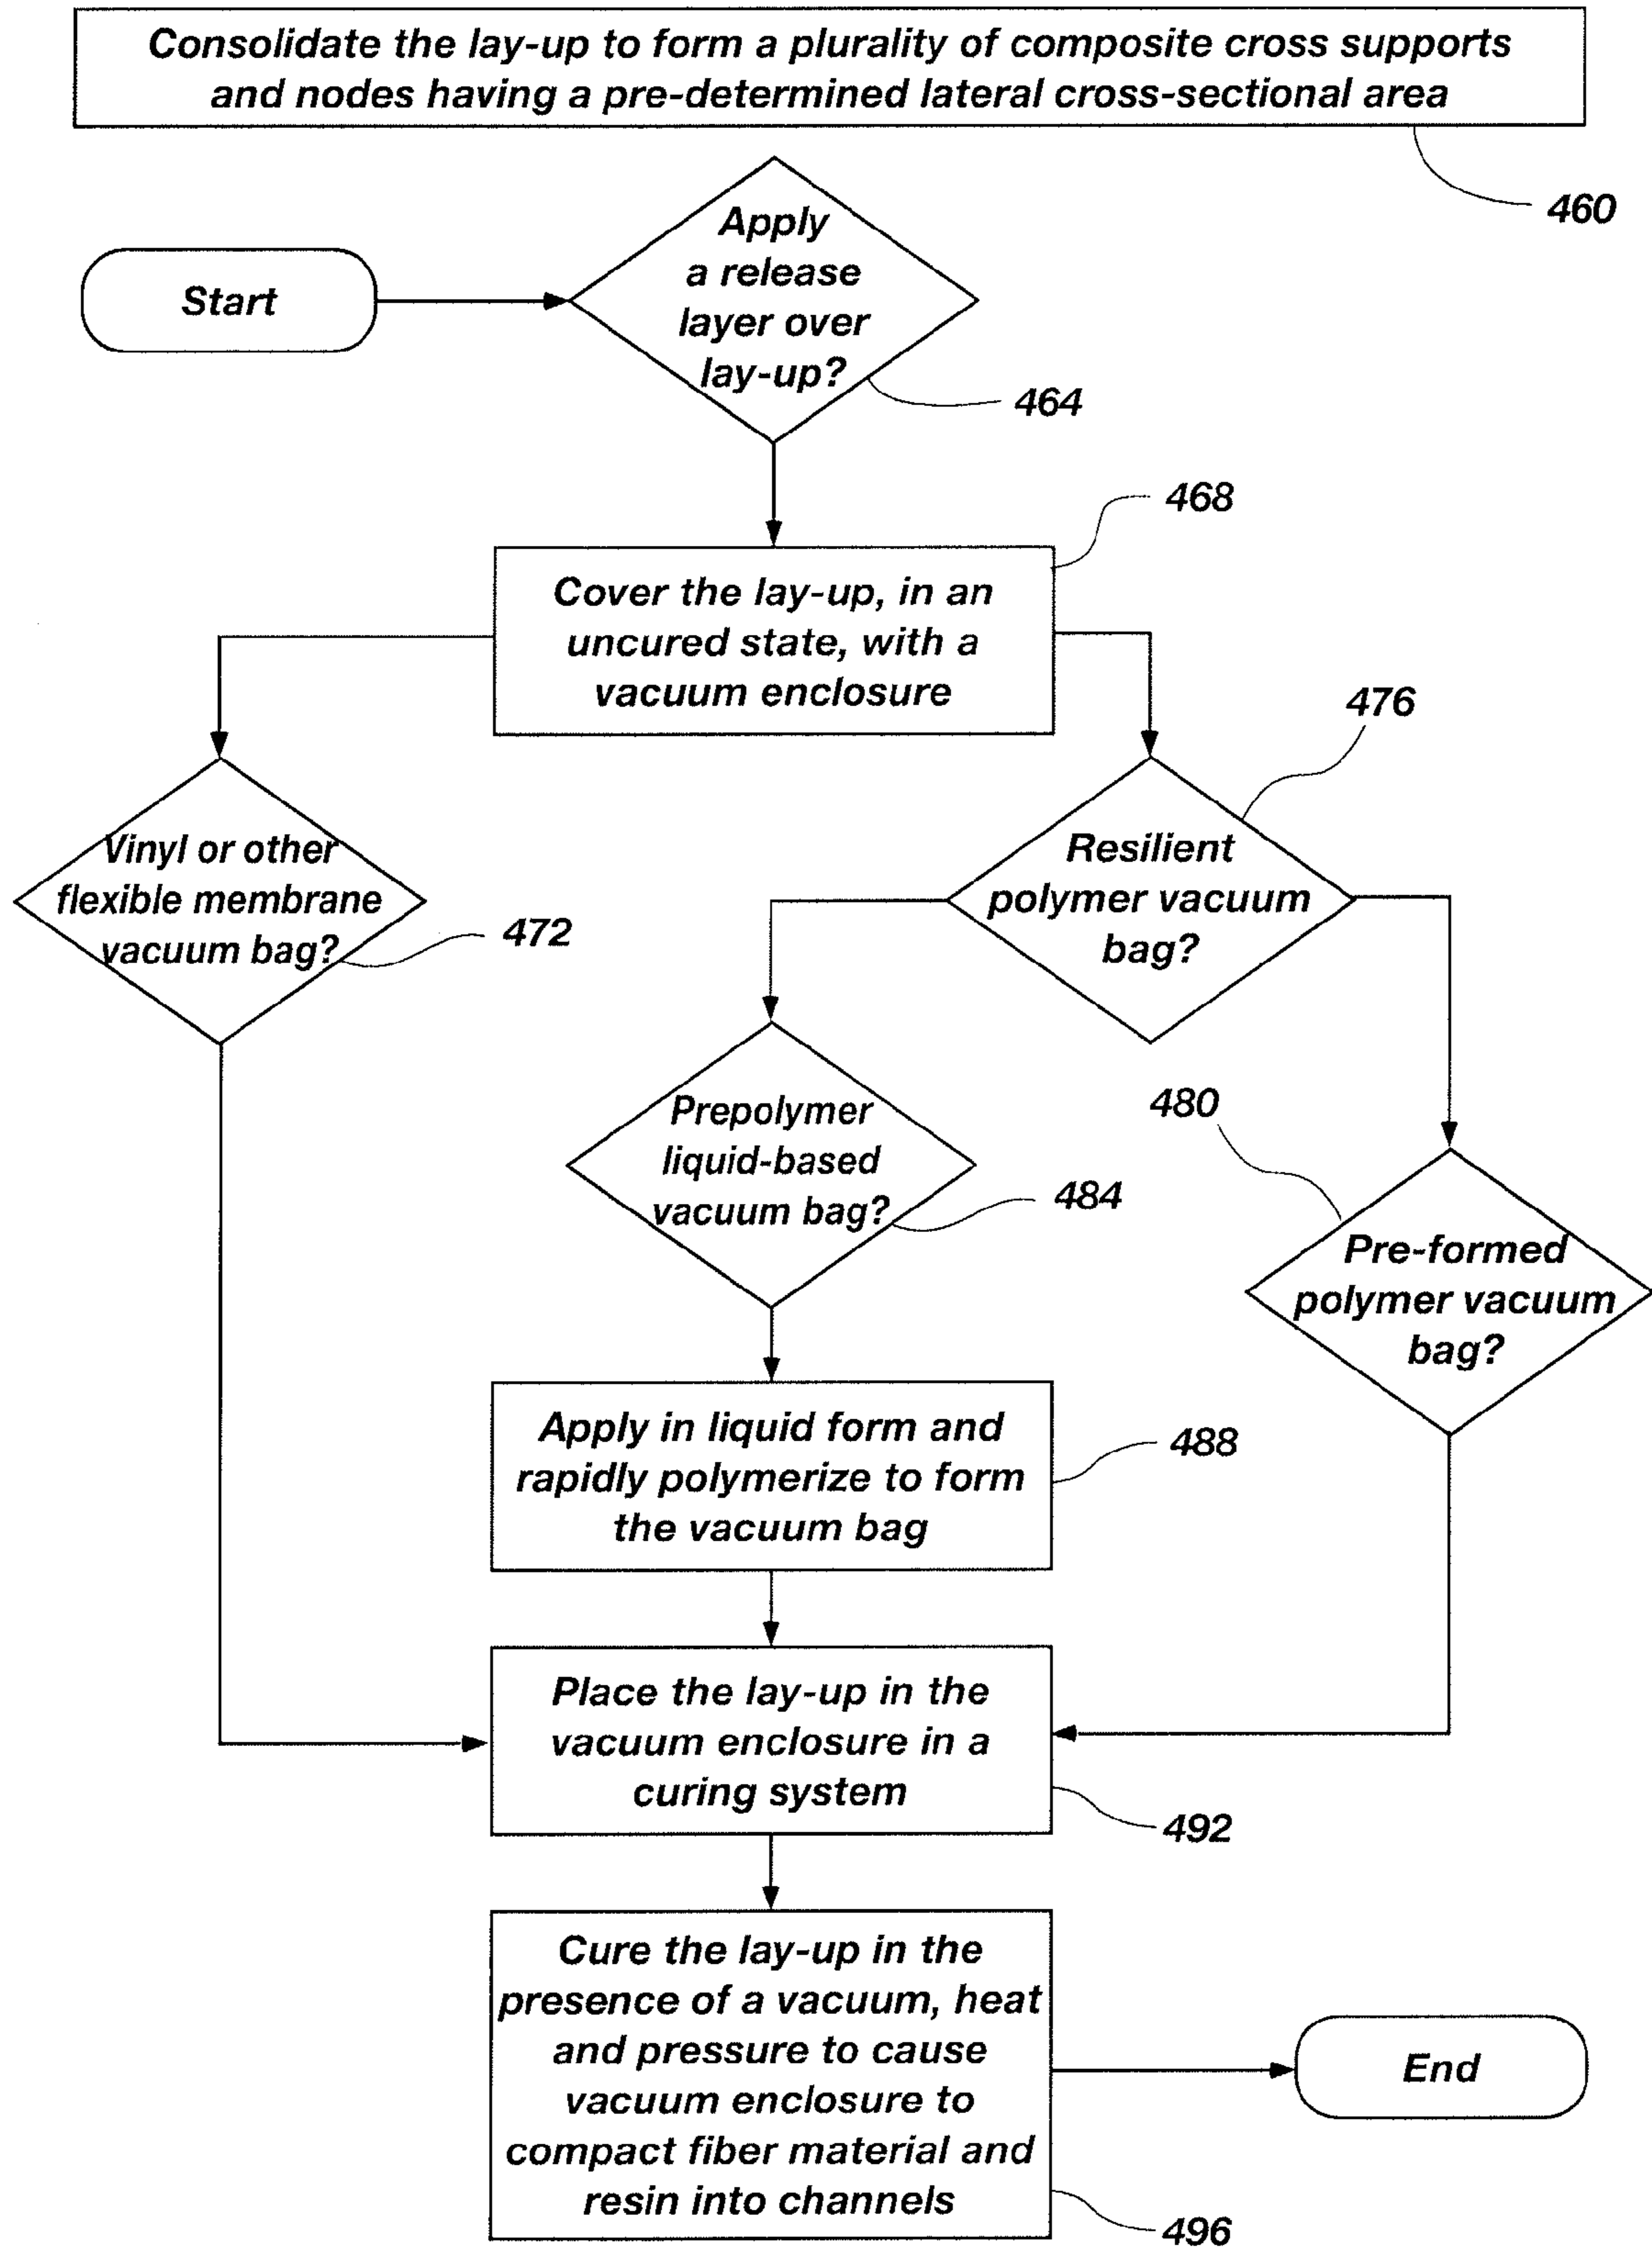 Consolidate the lay-up to form a plurality of composite cross supports
and nodes having a pre-determined lateral cross-sectional area
460
Start
Apply
a release
layer over
lay-up?
464
468
Cover the lay-up, in an
uncured state, with a
vacuum enclosure
476
Vinyl or other
flexible membrane
vacuum bag?
472
Resilient
polymer vacuum
bag?
480
Prepolymer
liquid-based
vacuum bag?
484
Pre-formed
polymer vacuum
bag?
Apply in liquid form and
rapidly polymerize to form
the vacuum bag
488
Place the lay-up in the
vacuum enclosure in a
curing system
492
Cure the lay-up in the
presence of a vacuum, heat
and pressure to cause
vacuum enclosure to
compact fiber material and
resin into channels
496
End